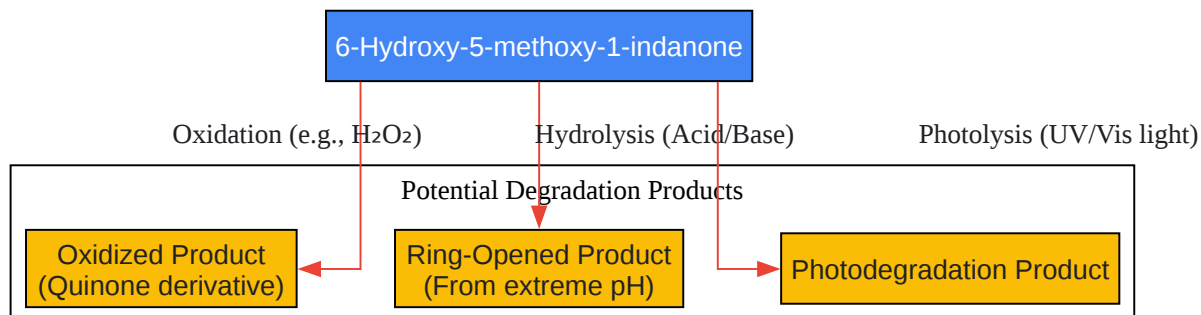 6-Hydroxy-5-methoxy-1-indanone
Oxidation (e.g., H₂O₂)
Hydrolysis (Acid/Base)
Photolysis (UV/Vis light)
Potential Degradation Products
Oxidized Product
(Quinone derivative)
Ring-Opened Product
(From extreme pH)
Photodegradation Product